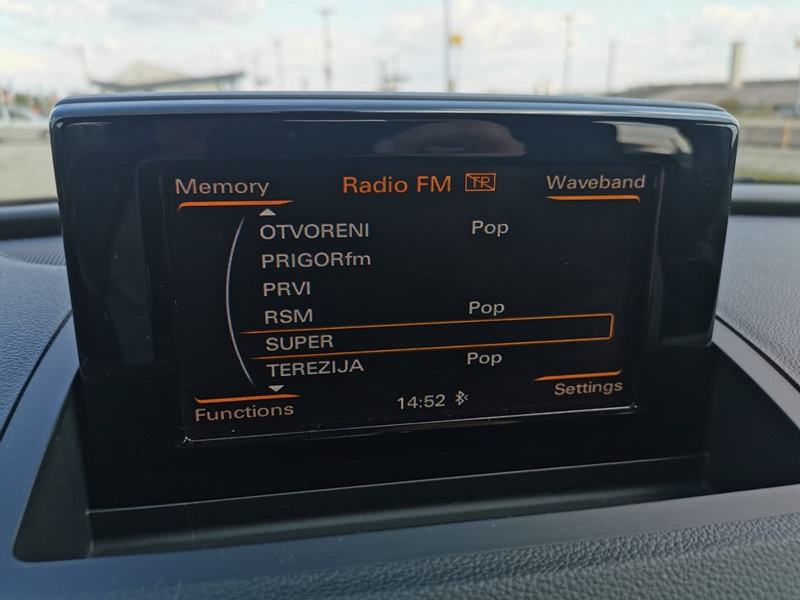 Memory Radio FM TP Waveband
OTVORENI Pop
PRIGORfm
PRVI
RSM Pop
SUPER
TEREZIJA Pop
Functions 14:52 Settings